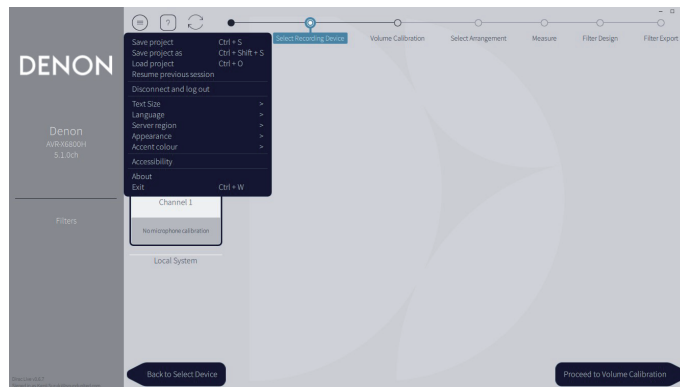 ?
Select Recording Device
Volume Calibration
Select Arrangement
Measure
Filter Design
Filter Export
DENON
Denon
AVR-X6800H
5.1.0ch
Filters
Save project Ctrl + S
Save project as Ctrl + Shift + S
Load project Ctrl + O
Resume previous session
Disconnect and log out
Text Size >
Language >
Server region >
Appearance >
Accent colour >
Accessibility
About
Exit Ctrl + W
Channel 1
No microphone calibration
Local System
Back to Select Device
Proceed to Volume Calibration